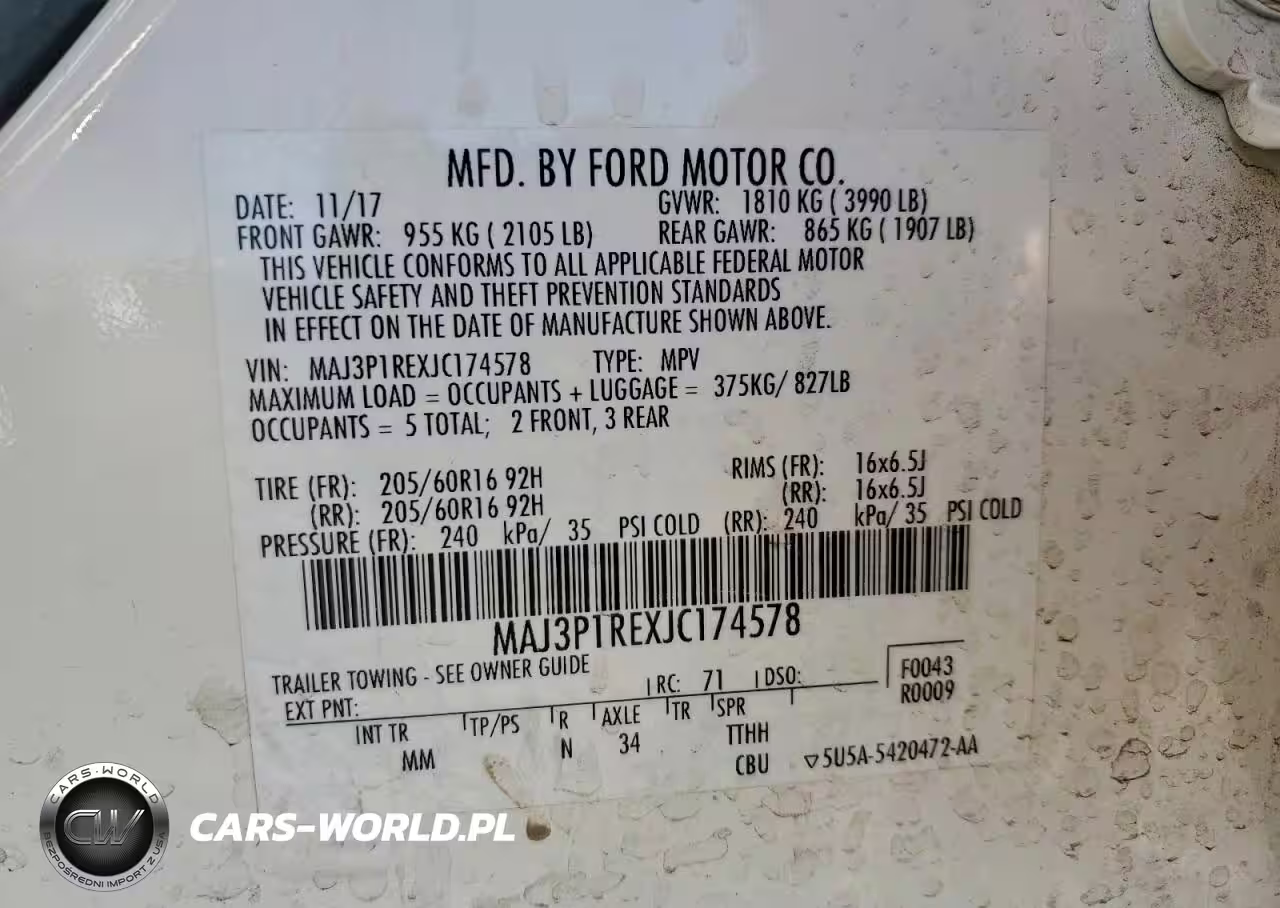 MFD. BY FORD MOTOR CO.
DATE: 11/17 GVWR: 1810 KG ( 3990 LB)
FRONT GAWR: 955 KG ( 2105 LB) REAR GAWR: 865 KG ( 1907 LB)
THIS VEHICLE CONFORMS TO ALL APPLICABLE FEDERAL MOTOR
VEHICLE SAFETY AND THEFT PREVENTION STANDARDS
IN EFFECT ON THE DATE OF MANUFACTURE SHOWN ABOVE.
VIN: MAJ3P1REXJC174578 TYPE: MPV
MAXIMUM LOAD = OCCUPANTS + LUGGAGE = 375KG/ 827LB
OCCUPANTS = 5 TOTAL; 2 FRONT, 3 REAR
TIRE (FR): 205/60R16 92H RIMS (FR): 16x6.5J
(RR): 205/60R16 92H (RR): 16x6.5J
PRESSURE (FR): 240 kPa/ 35 PSI COLD (RR): 240 kPa/ 35 PSI COLD
MAJ3P1REXJC174578
TRAILER TOWING - SEE OWNER GUIDE
EXT PNT: RC: 71 DSO: F0043
R0009
INT TR TP/PS R AXLE TR SPR
MM N 34 TTHH
CBU ▽5U5A-5420472-AA
CARS-WORLD
CW
BEZPOŚREDNI IMPORT Z USA
CARS-WORLD.PL